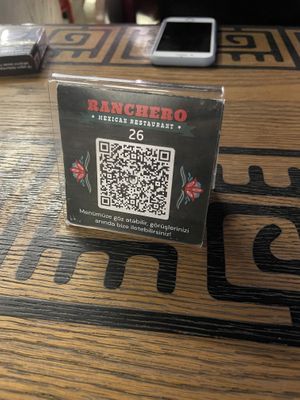 RANCHERO
MEXICAN RESTAURANT
26
Menümüze göz atabilir, görüşlerinizi
anında bize iletebilirsiniz!